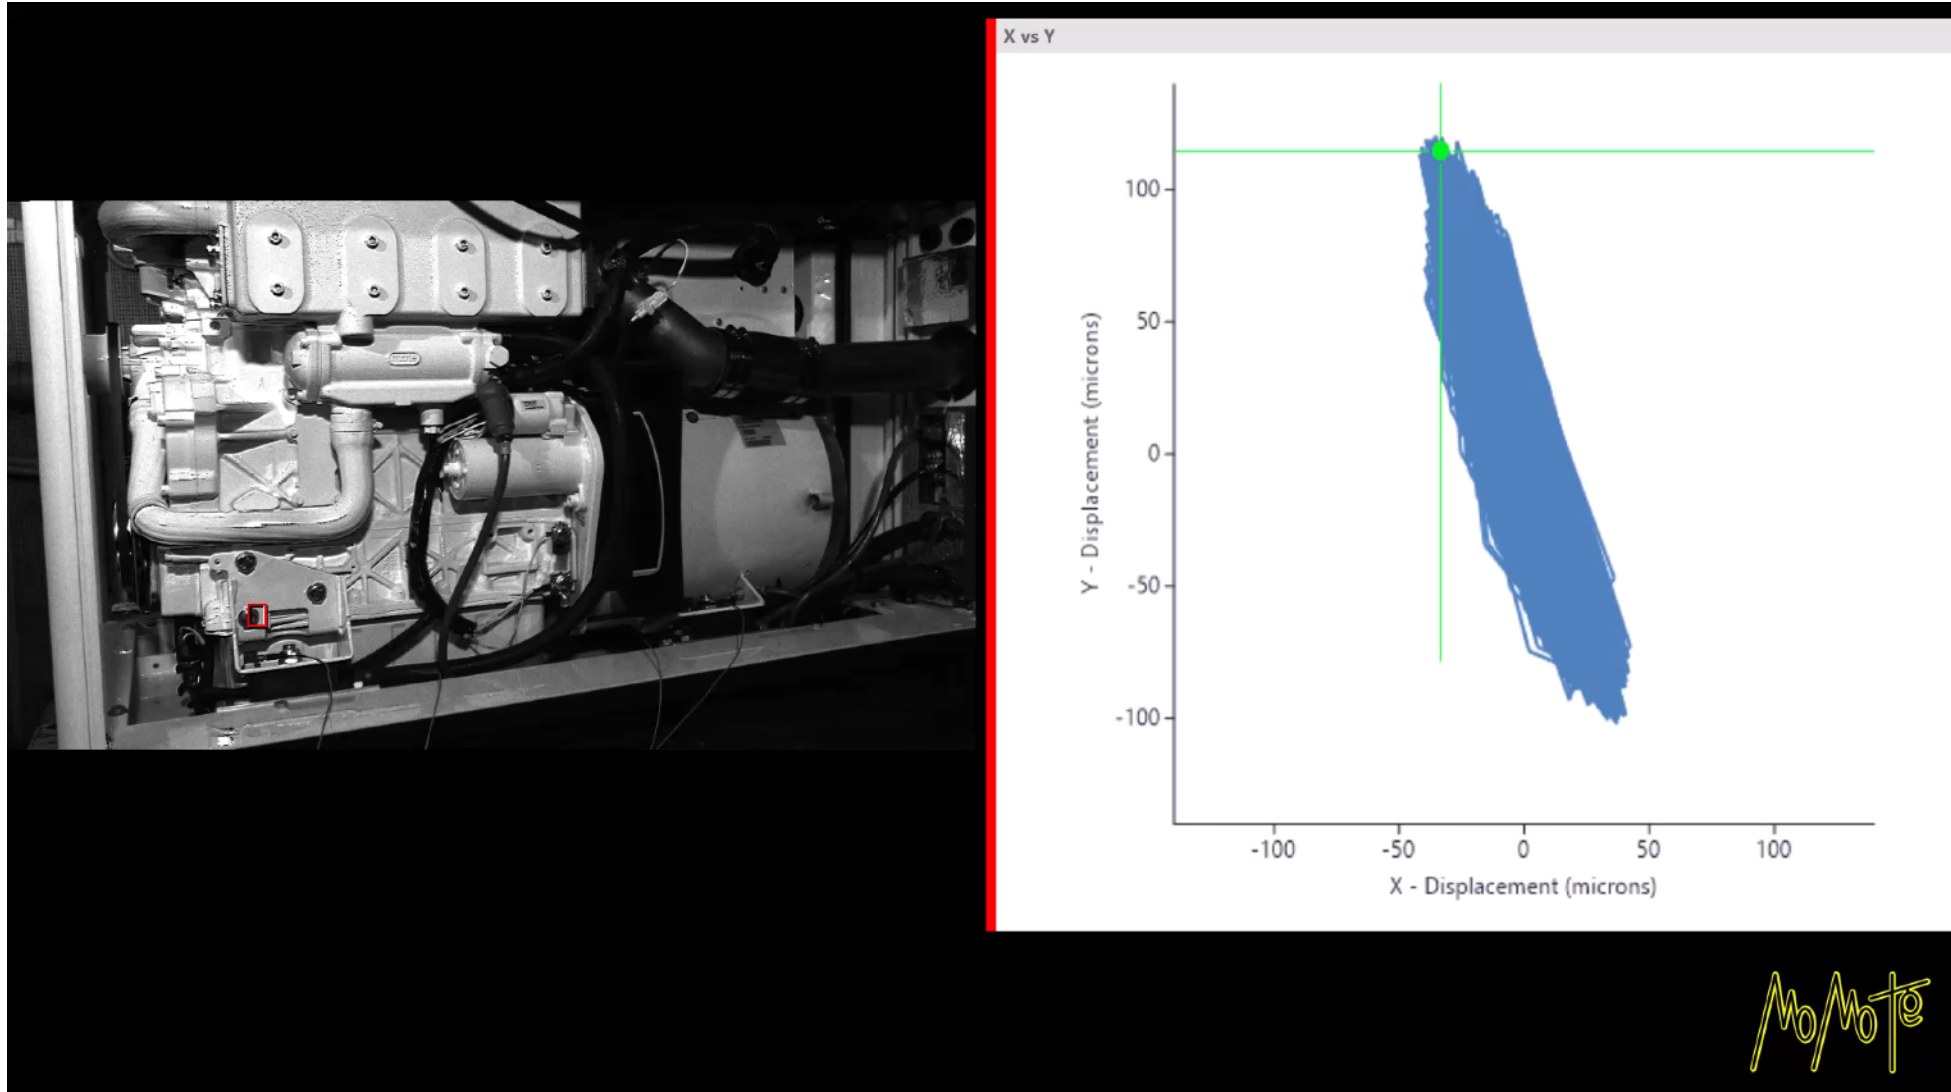 X vs Y
Y - Displacement (microns)
100
50
0
-50
-100
-100
-50
0
50
100
X - Displacement (microns)
MoMoTe